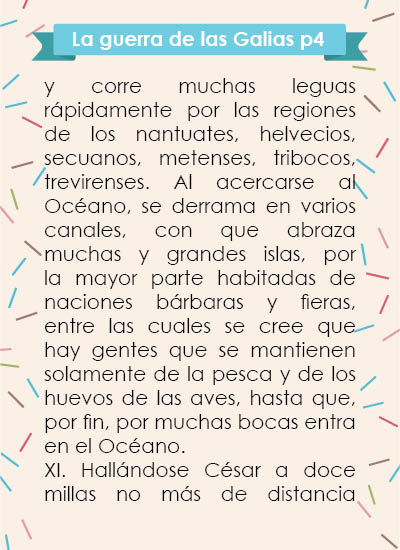 La guerra de las Galias p4
y corre muchas leguas
rápidamente por las regiones
de los nantuates, helvecios,
secuanos, metenses, tribocos,
trevirenses. Al acercarse al
Océano, se derrama en varios
canales, con que abraza
muchas y grandes islas, por
la mayor parte habitadas de
naciones bárbaras y fieras,
entre las cuales se cree que
hay gentes que se mantienen
solamente de la pesca y de los
huevos de las aves, hasta que,
por fin, por muchas bocas entra
en el Océano.
XI. Hallándose César a doce
millas no más de distancia